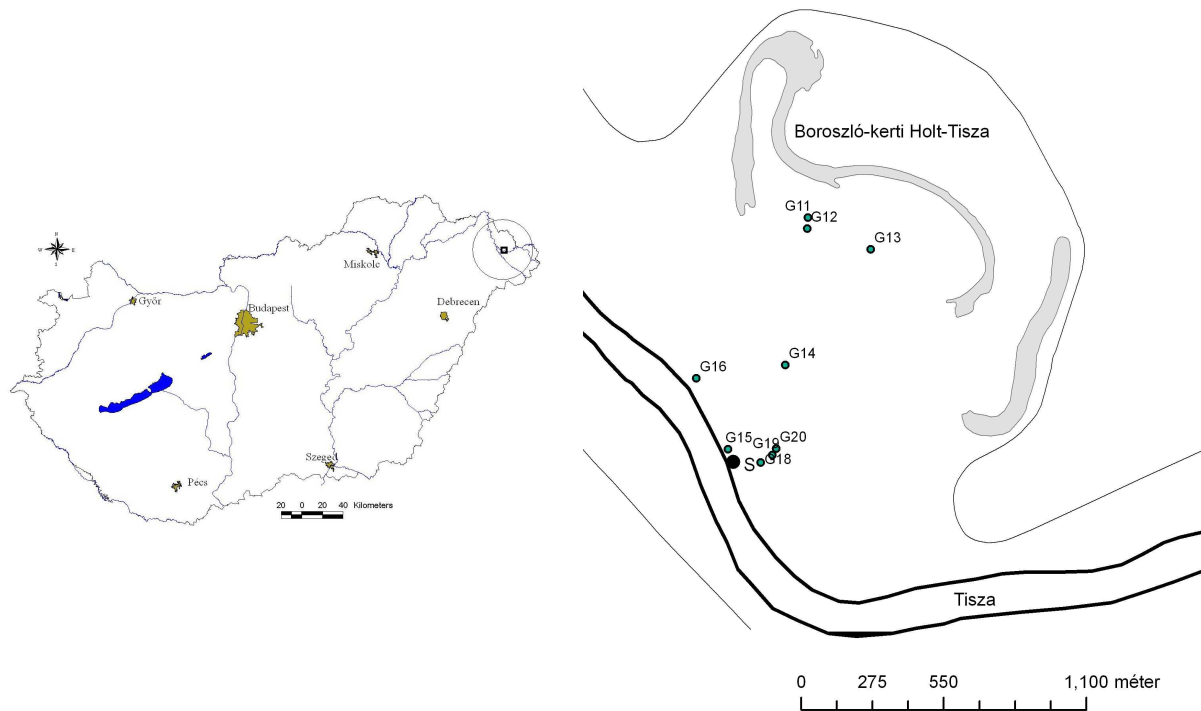 N
W E
S
Miskolc
Győr
Budapest
Debrecen
Szeged
Pécs
20 0 20 40 Kilometers
Boroszló-kerti Holt-Tisza
G11
G12
G13
G14
G16
G15
G19
G20
S
G18
Tisza
0 275 550 1,100 méter